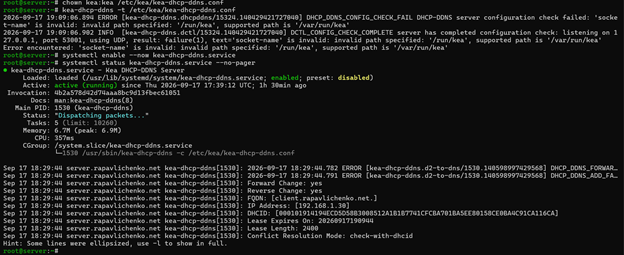 root@server:~# chown kea:kea /etc/kea/kea-dhcp-ddns.conf
root@server:~# kea-dhcp-ddns -t /etc/kea/kea-dhcp-ddns.conf
2026-09-17 19:09:06.894 ERROR [kea-dhcp-ddns.dhcpddns/15324.140429421727040] DHCP_DDNS_CONFIG_CHECK_FAIL DHCP-DDNS server configuration check failed: 'socke
t-name' is invalid: invalid path specified: '/run/kea', supported path is '/var/run/kea'
2026-09-17 19:09:06.902 INFO  [kea-dhcp-ddns.dctl/15324.140429421727040] DCTL_CONFIG_CHECK_COMPLETE server has completed configuration check: listening on 1
27.0.0.1, port 53001, using UDP, result: failure(1), text='socket-name' is invalid: invalid path specified: '/run/kea', supported path is '/var/run/kea'
Error encountered: 'socket-name' is invalid: invalid path specified: '/run/kea', supported path is '/var/run/kea'
root@server:~# systemctl enable --now kea-dhcp-ddns.service
root@server:~# systemctl status kea-dhcp-ddns.service --no-pager
● kea-dhcp-ddns.service - Kea DHCP-DDNS Server
Loaded: loaded (/usr/lib/systemd/system/kea-dhcp-ddns.service; enabled; preset: disabled)
Active: active (running) since Thu 2026-09-17 17:39:12 UTC; 1h 30min ago
Invocation: 4b2a578d42d74aaa8bc9d13fbec61051
Docs: man:kea-dhcp-ddns(8)
Main PID: 1530 (kea-dhcp-ddns)
Status: "Dispatching packets..."
Tasks: 5 (limit: 10260)
Memory: 6.7M (peak: 6.9M)
CPU: 357ms
CGroup: /system.slice/kea-dhcp-ddns.service
└─1530 /usr/sbin/kea-dhcp-ddns -c /etc/kea/kea-dhcp-ddns.conf
Sep 17 18:29:44 server.rapavlichenko.net kea-dhcp-ddns[1530]: 2026-09-17 18:29:44.782 ERROR [kea-dhcp-ddns.d2-to-dns/1530.140598997429568] DHCP_DDNS_FORWAR…
Sep 17 18:29:44 server.rapavlichenko.net kea-dhcp-ddns[1530]: 2026-09-17 18:29:44.791 ERROR [kea-dhcp-ddns.d2-to-dns/1530.140598997429568] DHCP_DDNS_ADD_FA…
Sep 17 18:29:44 server.rapavlichenko.net kea-dhcp-ddns[1530]: Forward Change: yes
Sep 17 18:29:44 server.rapavlichenko.net kea-dhcp-ddns[1530]: Reverse Change: yes
Sep 17 18:29:44 server.rapavlichenko.net kea-dhcp-ddns[1530]: FQDN: [client.rapavlichenko.net.]
Sep 17 18:29:44 server.rapavlichenko.net kea-dhcp-ddns[1530]: IP Address: [192.168.1.30]
Sep 17 18:29:44 server.rapavlichenko.net kea-dhcp-ddns[1530]: DHCID: [000101914194ECD5D58B3008512A1B1B7741CFCBA701BA5EE80158CE0BA4C91CA116CA]
Sep 17 18:29:44 server.rapavlichenko.net kea-dhcp-ddns[1530]: Lease Expires On: 20260917190944
Sep 17 18:29:44 server.rapavlichenko.net kea-dhcp-ddns[1530]: Lease Length: 2400
Sep 17 18:29:44 server.rapavlichenko.net kea-dhcp-ddns[1530]: Conflict Resolution Mode: check-with-dhcid
Hint: Some lines were ellipsized, use -l to show in full.
root@server:~#